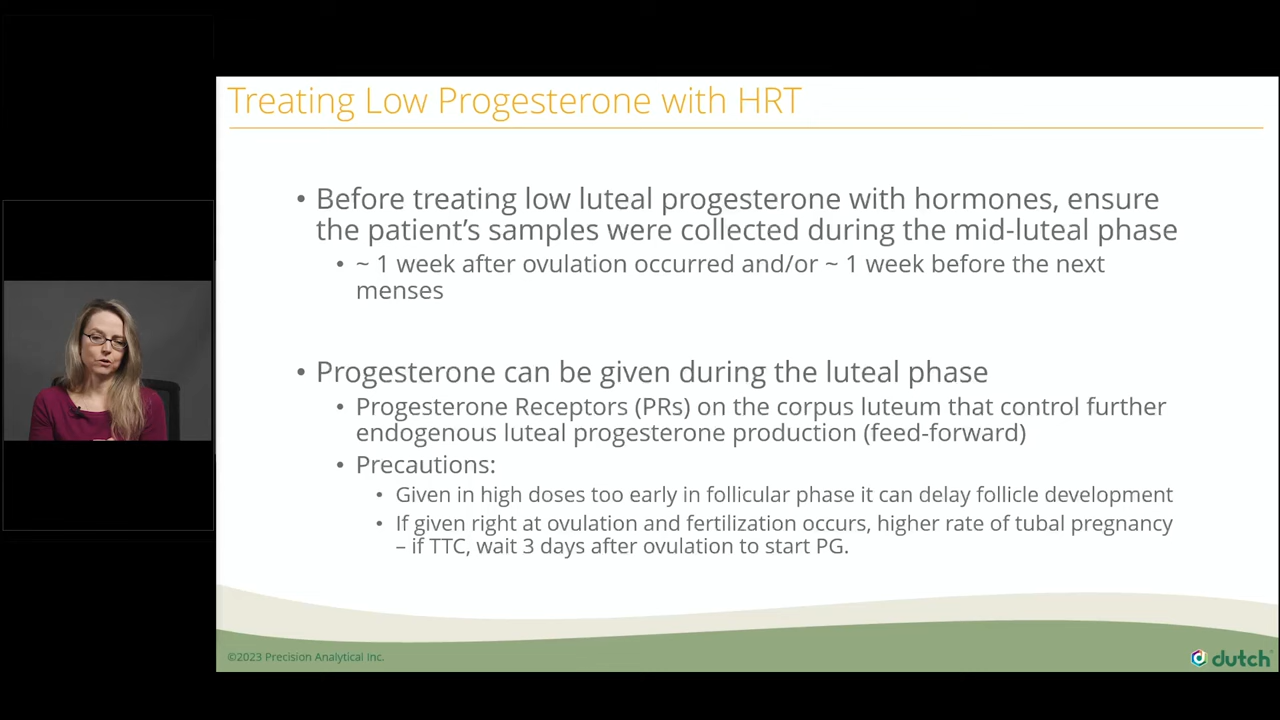 Treating Low Progesterone with HRT
• Before treating low luteal progesterone with hormones, ensure
the patient’s samples were collected during the mid-luteal phase
• ~ 1 week after ovulation occurred and/or ~ 1 week before the next
menses
• Progesterone can be given during the luteal phase
• Progesterone Receptors (PRs) on the corpus luteum that control further
endogenous luteal progesterone production (feed-forward)
• Precautions:
• Given in high doses too early in follicular phase it can delay follicle development
• If given right at ovulation and fertilization occurs, higher rate of tubal pregnancy
– if TTC, wait 3 days after ovulation to start PG.
©2023 Precision Analytical Inc.
dutch